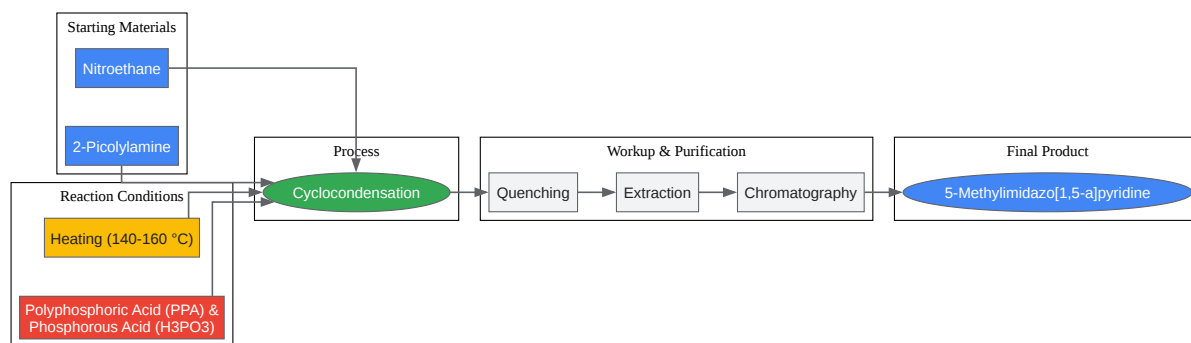 Starting Materials
Nitroethane
2-Picolylamine
Reaction Conditions
Heating (140-160 °C)
Polyphosphoric Acid (PPA) &
Phosphorous Acid (H3PO3)
Process
Cyclocondensation
Workup & Purification
Quenching
Extraction
Chromatography
Final Product
5-Methylimidazo[1,5-a]pyridine